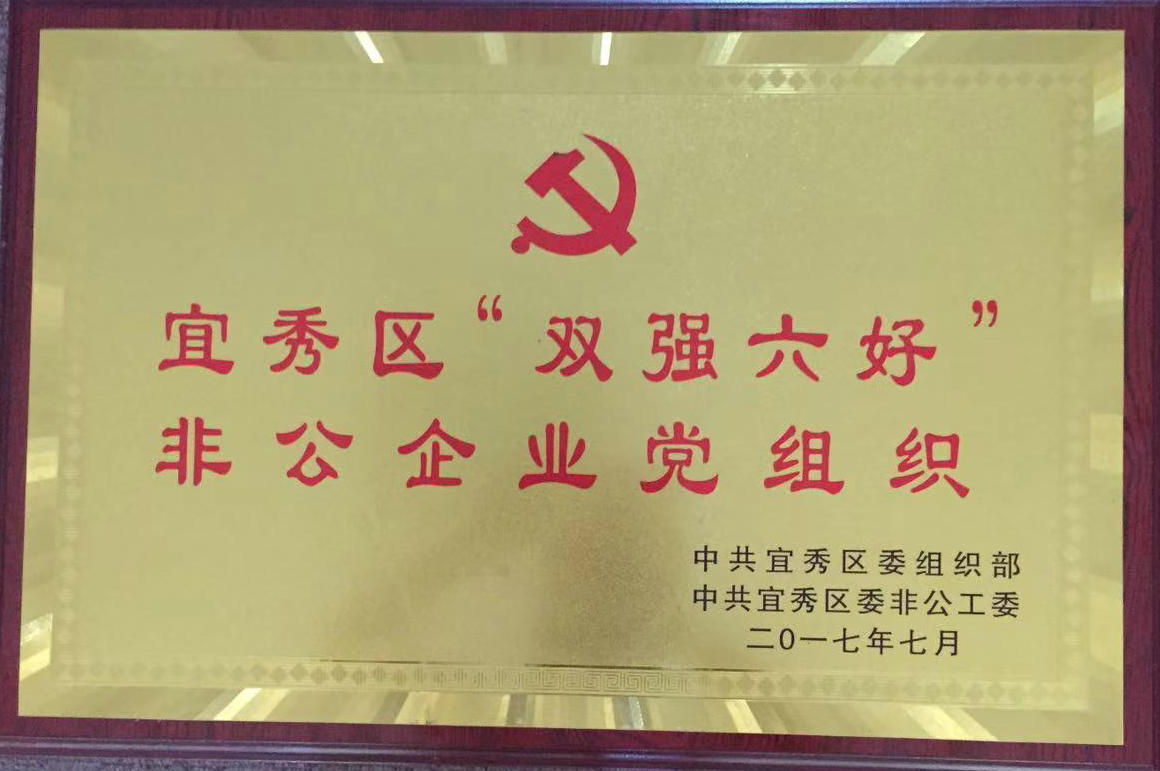 宜秀区“双强六好”
非公企业党组织
中共宜秀区委组织部
中共宜秀区委非公工委
二0一七年七月